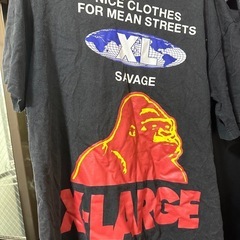 NICE CLOTHES
FOR MEAN STREETS
XL
SAVAGE
X-LARGE